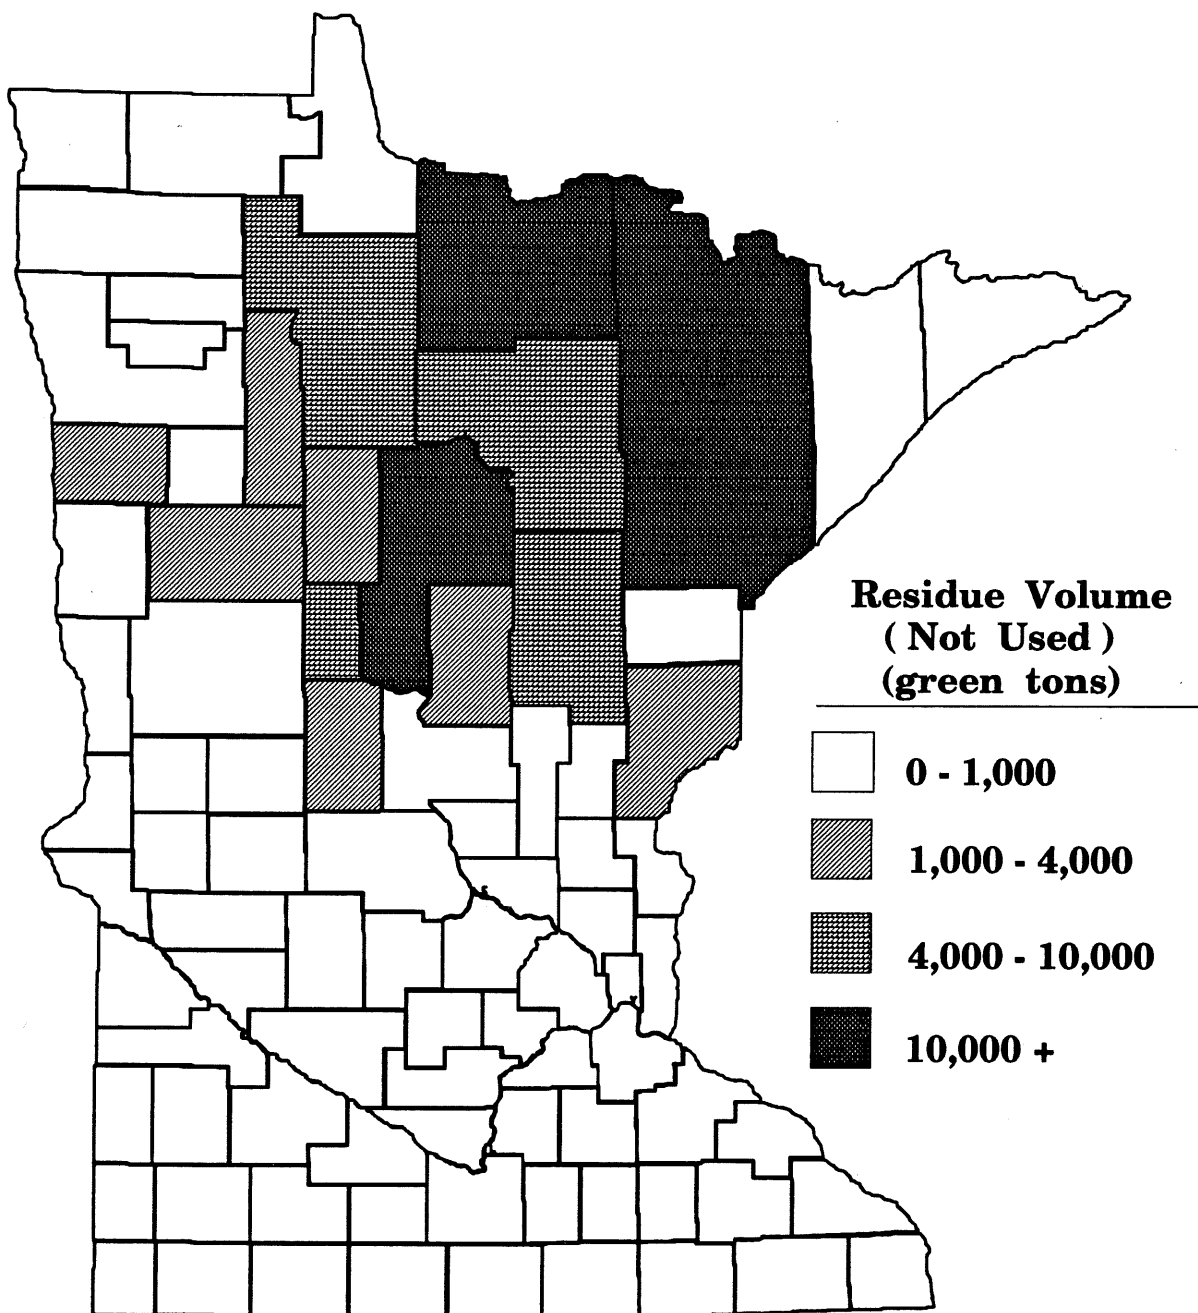 Residue Volume
( Not Used )
(green tons)
0 - 1,000
1,000 - 4,000
4,000 - 10,000
10,000 +